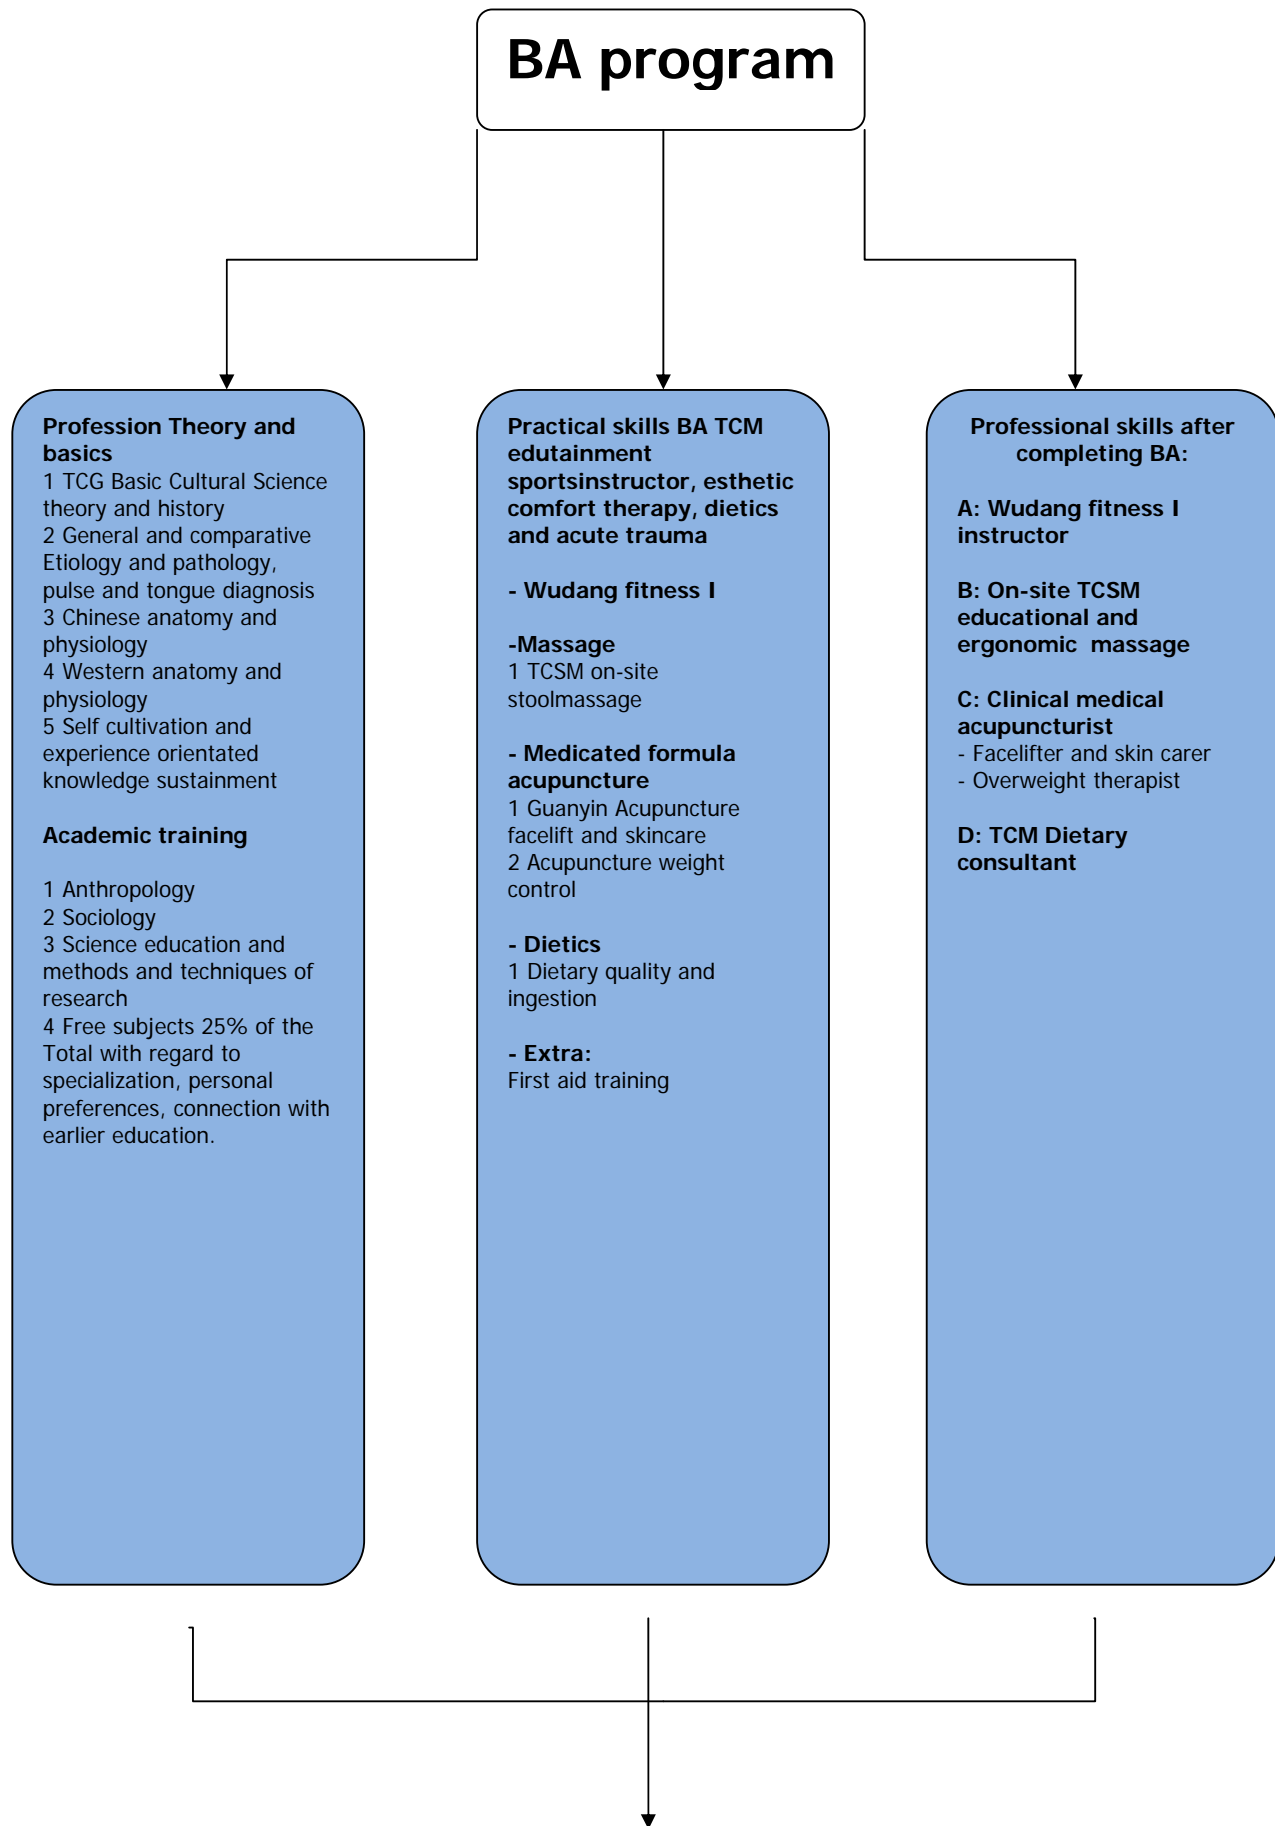 BA program
Profession Theory and
basics
1 TCG Basic Cultural Science
theory and history
2 General and comparative
Etiology and pathology,
pulse and tongue diagnosis
3 Chinese anatomy and
physiology
4 Western anatomy and
physiology
5 Self cultivation and
experience orientated
knowledge sustainment
Academic training
1 Anthropology
2 Sociology
3 Science education and
methods and techniques of
research
4 Free subjects 25% of the
Total with regard to
specialization, personal
preferences, connection with
earlier education.
Practical skills BA TCM
edutainment
sportsinstructor, esthetic
comfort therapy, dietics
and acute trauma
- Wudang fitness I
-Massage
1 TCSM on-site
stoolmassage
- Medicated formula
acupuncture
1 Guanyin Acupuncture
facelift and skincare
2 Acupuncture weight
control
- Dietics
1 Dietary quality and
ingestion
- Extra:
First aid training
Professional skills after
completing BA:
A: Wudang fitness I
instructor
B: On-site TCSM
educational and
ergonomic  massage
C: Clinical medical
acupuncturist
- Facelifter and skin carer
- Overweight therapist
D: TCM Dietary
consultant